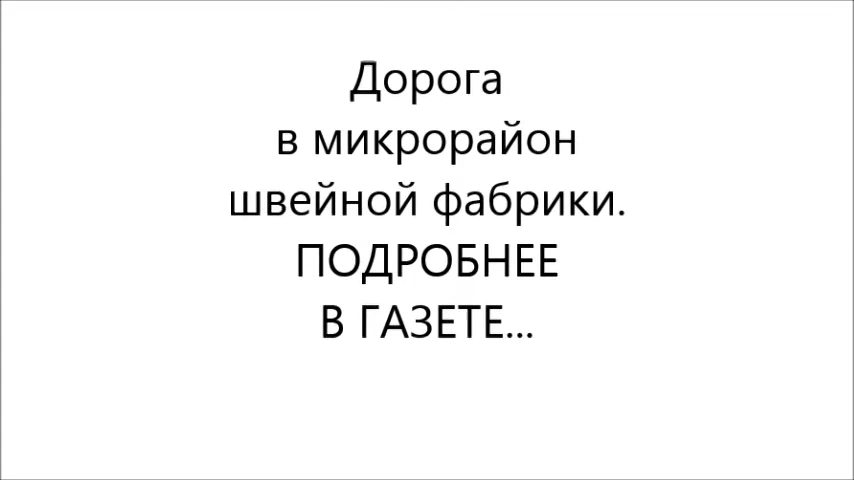 Дорога
в микрорайон
швейной фабрики.
ПОДРОБНЕЕ
В ГАЗЕТЕ...